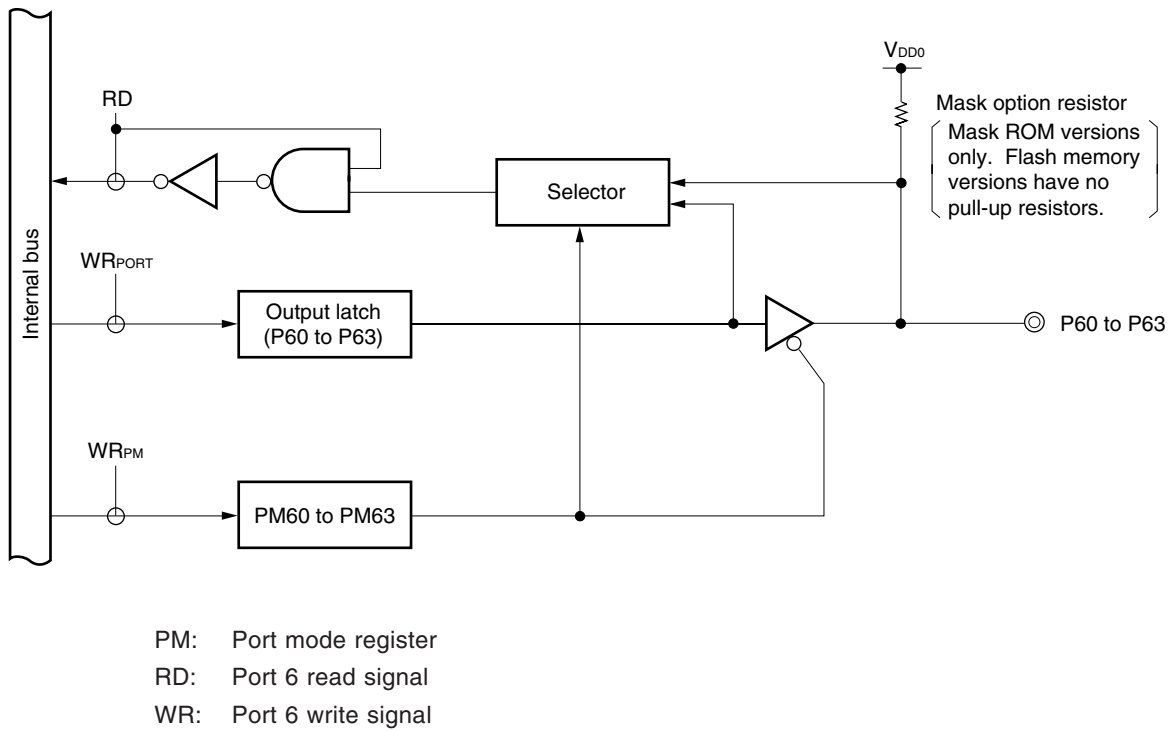 VDD0
RD
Mask option resistor
Mask ROM versions
only. Flash memory
versions have no
pull-up resistors.
Selector
Internal bus
WRPORT
Output latch
(P60 to P63)
P60 to P63
WRPM
PM60 to PM63
PM: Port mode register
RD: Port 6 read signal
WR: Port 6 write signal